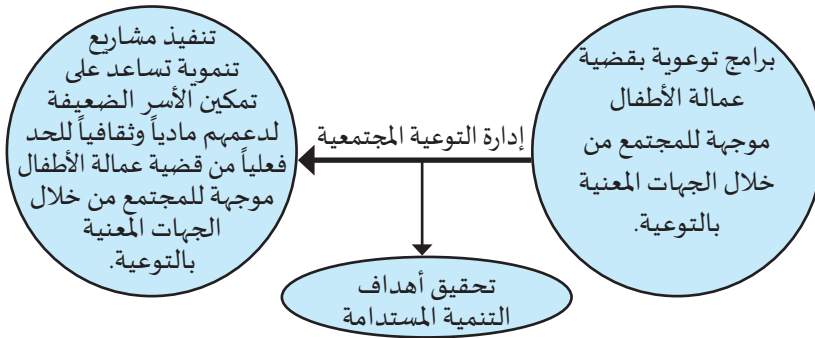 برامج توعوية بقضية
عمالة الأطفال
موجهة للمجتمع من
خلال الجهات المعنية
بالتوعية.
إدارة التوعية المجتمعية
تنفيذ مشاريع
تنموية تساعد على
تمكين الأسر الضعيفة
لدعمهم مادياً وثقافياً للحد
فعلياً من قضية عمالة الأطفال
موجهة للمجتمع من خلال
الجهات المعنية
بالتوعية.
تحقيق أهداف
التنمية المستدامة